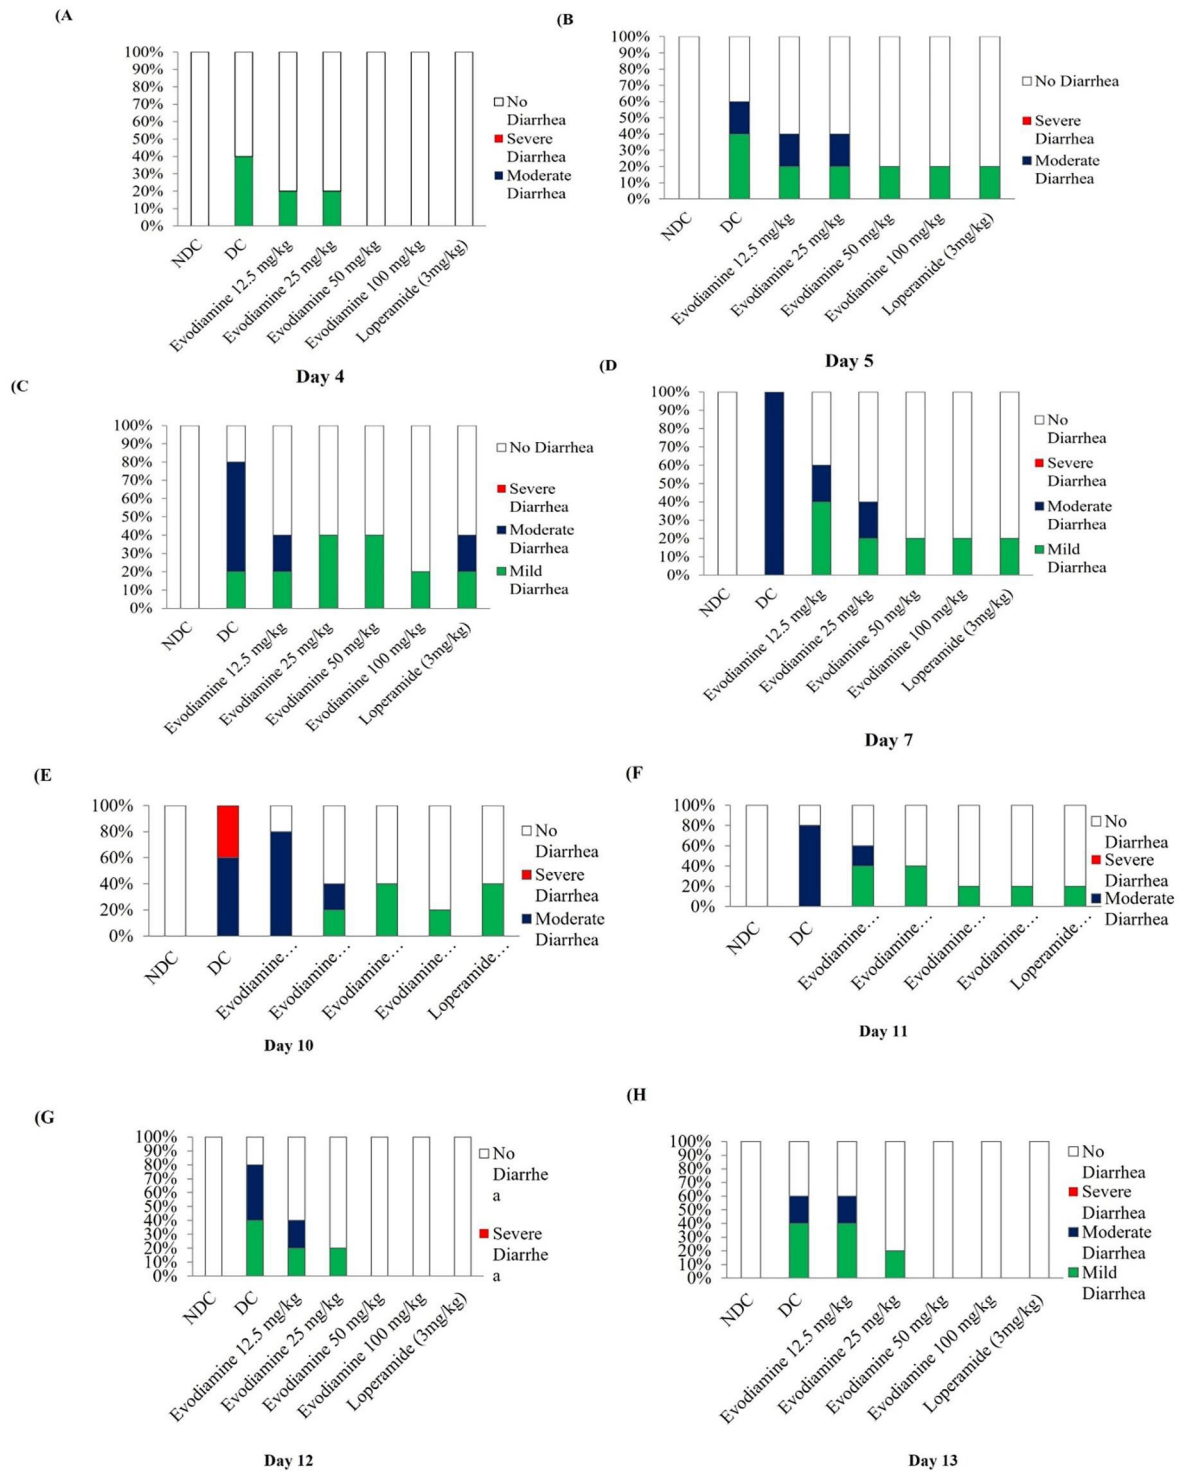 (A
100%
90%
80%
70%
60%
50%
40%
30%
20%
10%
0%
NDC
DC
Evodiamine 12.5 mg/kg
Evodiamine 25 mg/kg
Evodiamine 50 mg/kg
Evodiamine 100 mg/kg
Loperamide (3mg/kg)
No
Diarrhea
Severe
Diarrhea
Moderate
Diarrhea
Day 4
(B
100%
90%
80%
70%
60%
50%
40%
30%
20%
10%
0%
NDC
DC
Evodiamine 12.5 mg/kg
Evodiamine 25 mg/kg
Evodiamine 50 mg/kg
Evodiamine 100 mg/kg
Loperamide (3mg/kg)
No Diarrhea
Severe
Diarrhea
Moderate
Diarrhea
Day 5
(C
100%
90%
80%
70%
60%
50%
40%
30%
20%
10%
0%
NDC
DC
Evodiamine 12.5 mg/kg
Evodiamine 25 mg/kg
Evodiamine 50 mg/kg
Evodiamine 100 mg/kg
Loperamide (3mg/kg)
No Diarrhea
Severe
Diarrhea
Moderate
Diarrhea
Mild
Diarrhea
(D
100%
90%
80%
70%
60%
50%
40%
30%
20%
10%
0%
NDC
DC
Evodiamine 12.5 mg/kg
Evodiamine 25 mg/kg
Evodiamine 50 mg/kg
Evodiamine 100 mg/kg
Loperamide (3mg/kg)
No
Diarrhea
Severe
Diarrhea
Moderate
Diarrhea
Mild
Diarrhea
Day 7
(E
100%
80%
60%
40%
20%
0%
NDC
DC
Evodiamine…
Evodiamine…
Evodiamine…
Evodiamine…
Loperamide…
No
Diarrhea
Severe
Diarrhea
Moderate
Diarrhea
Day 10
(F
100%
80%
60%
40%
20%
0%
NDC
DC
Evodiamine…
Evodiamine…
Evodiamine…
Evodiamine…
Loperamide…
No
Diarrhea
Severe
Diarrhea
Moderate
Diarrhea
Day 11
(G
100%
90%
80%
70%
60%
50%
40%
30%
20%
10%
0%
NDC
DC
Evodiamine 12.5 mg/kg
Evodiamine 25 mg/kg
Evodiamine 50 mg/kg
Evodiamine 100 mg/kg
Loperamide (3mg/kg)
No
Diarrhe
a
Severe
Diarrhe
a
Day 12
(H
100%
90%
80%
70%
60%
50%
40%
30%
20%
10%
0%
NDC
DC
Evodiamine 12.5 mg/kg
Evodiamine 25 mg/kg
Evodiamine 50 mg/kg
Evodiamine 100 mg/kg
Loperamide (3mg/kg)
No
Diarrhea
Severe
Diarrhea
Moderate
Diarrhea
Mild
Diarrhea
Day 13